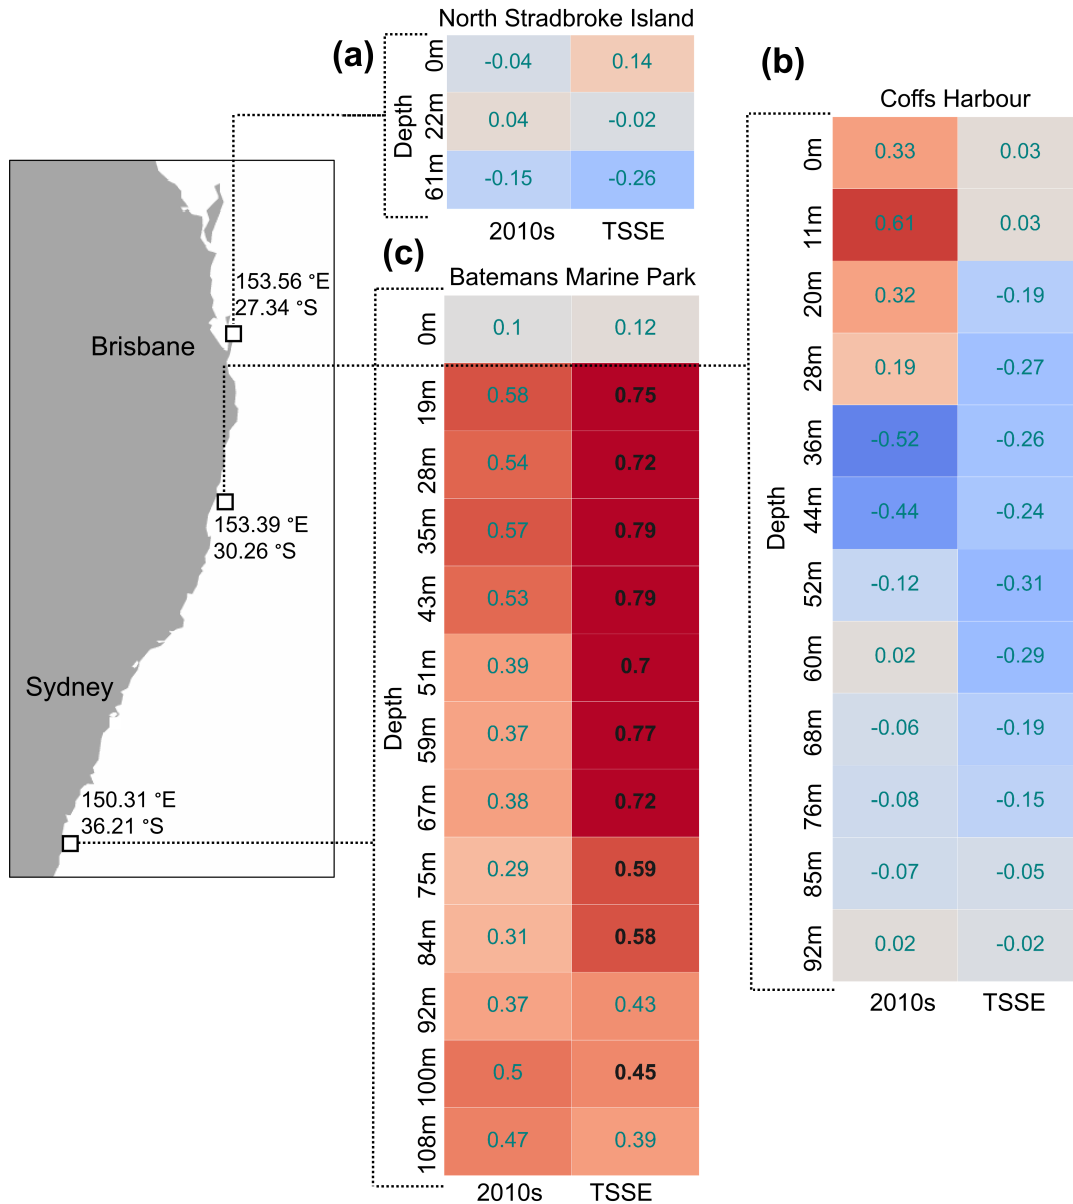 North Stradbroke Island
(a)
Depth
0m -0.04 0.14
22m 0.04 -0.02
61m -0.15 -0.26
2010s TSSE
(b)
Coffs Harbour
Depth
0m 0.33 0.03
11m 0.61 0.03
20m 0.32 -0.19
28m 0.19 -0.27
36m -0.52 -0.26
44m -0.44 -0.24
52m -0.12 -0.31
60m 0.02 -0.29
68m -0.06 -0.19
76m -0.08 -0.15
85m -0.07 -0.05
92m 0.02 -0.02
2010s TSSE
(c)
Batemans Marine Park
Depth
0m 0.1 0.12
19m 0.58 0.75
28m 0.54 0.72
35m 0.57 0.79
43m 0.53 0.79
51m 0.39 0.7
59m 0.37 0.77
67m 0.38 0.72
75m 0.29 0.59
84m 0.31 0.58
92m 0.37 0.43
100m 0.5 0.45
108m 0.47 0.39
2010s TSSE
153.56 °E
27.34 °S
Brisbane
153.39 °E
30.26 °S
Sydney
150.31 °E
36.21 °S